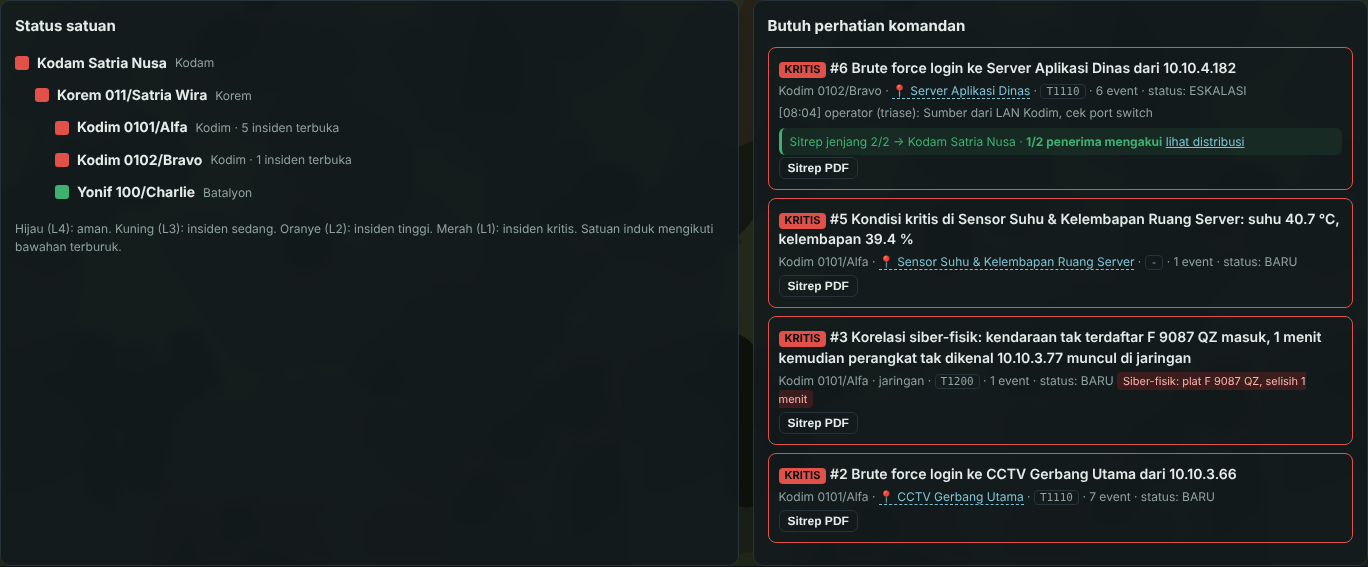 Status satuan
Kodam Satria Nusa Kodam
Korem 011/Satria Wira Korem
Kodim 0101/Alfa Kodim · 5 insiden terbuka
Kodim 0102/Bravo Kodim · 1 insiden terbuka
Yonif 100/Charlie Batalyon
Hijau (L4): aman. Kuning (L3): insiden sedang. Oranye (L2): insiden tinggi. Merah (L1): insiden kritis. Satuan induk mengikuti
bawahan terburuk.
Butuh perhatian komandan
KRITIS #6 Brute force login ke Server Aplikasi Dinas dari 10.10.4.182
Kodim 0102/Bravo · 📍 Server Aplikasi Dinas · T1110 · 6 event · status: ESKALASI
[08:04] operator (triase): Sumber dari LAN Kodim, cek port switch
Sitrep jenjang 2/2 → Kodam Satria Nusa · 1/2 penerima mengakui lihat distribusi
Sitrep PDF
KRITIS #5 Kondisi kritis di Sensor Suhu & Kelembapan Ruang Server: suhu 40.7 °C,
kelembapan 39.4 %
Kodim 0101/Alfa · 📍 Sensor Suhu & Kelembapan Ruang Server · - · 1 event · status: BARU
Sitrep PDF
KRITIS #3 Korelasi siber-fisik: kendaraan tak terdaftar F 9087 QZ masuk, 1 menit
kemudian perangkat tak dikenal 10.10.3.77 muncul di jaringan
Kodim 0101/Alfa · jaringan · T1200 · 1 event · status: BARU Siber-fisik: plat F 9087 QZ, selisih 1
menit
Sitrep PDF
KRITIS #2 Brute force login ke CCTV Gerbang Utama dari 10.10.3.66
Kodim 0101/Alfa · 📍 CCTV Gerbang Utama · T1110 · 7 event · status: BARU
Sitrep PDF